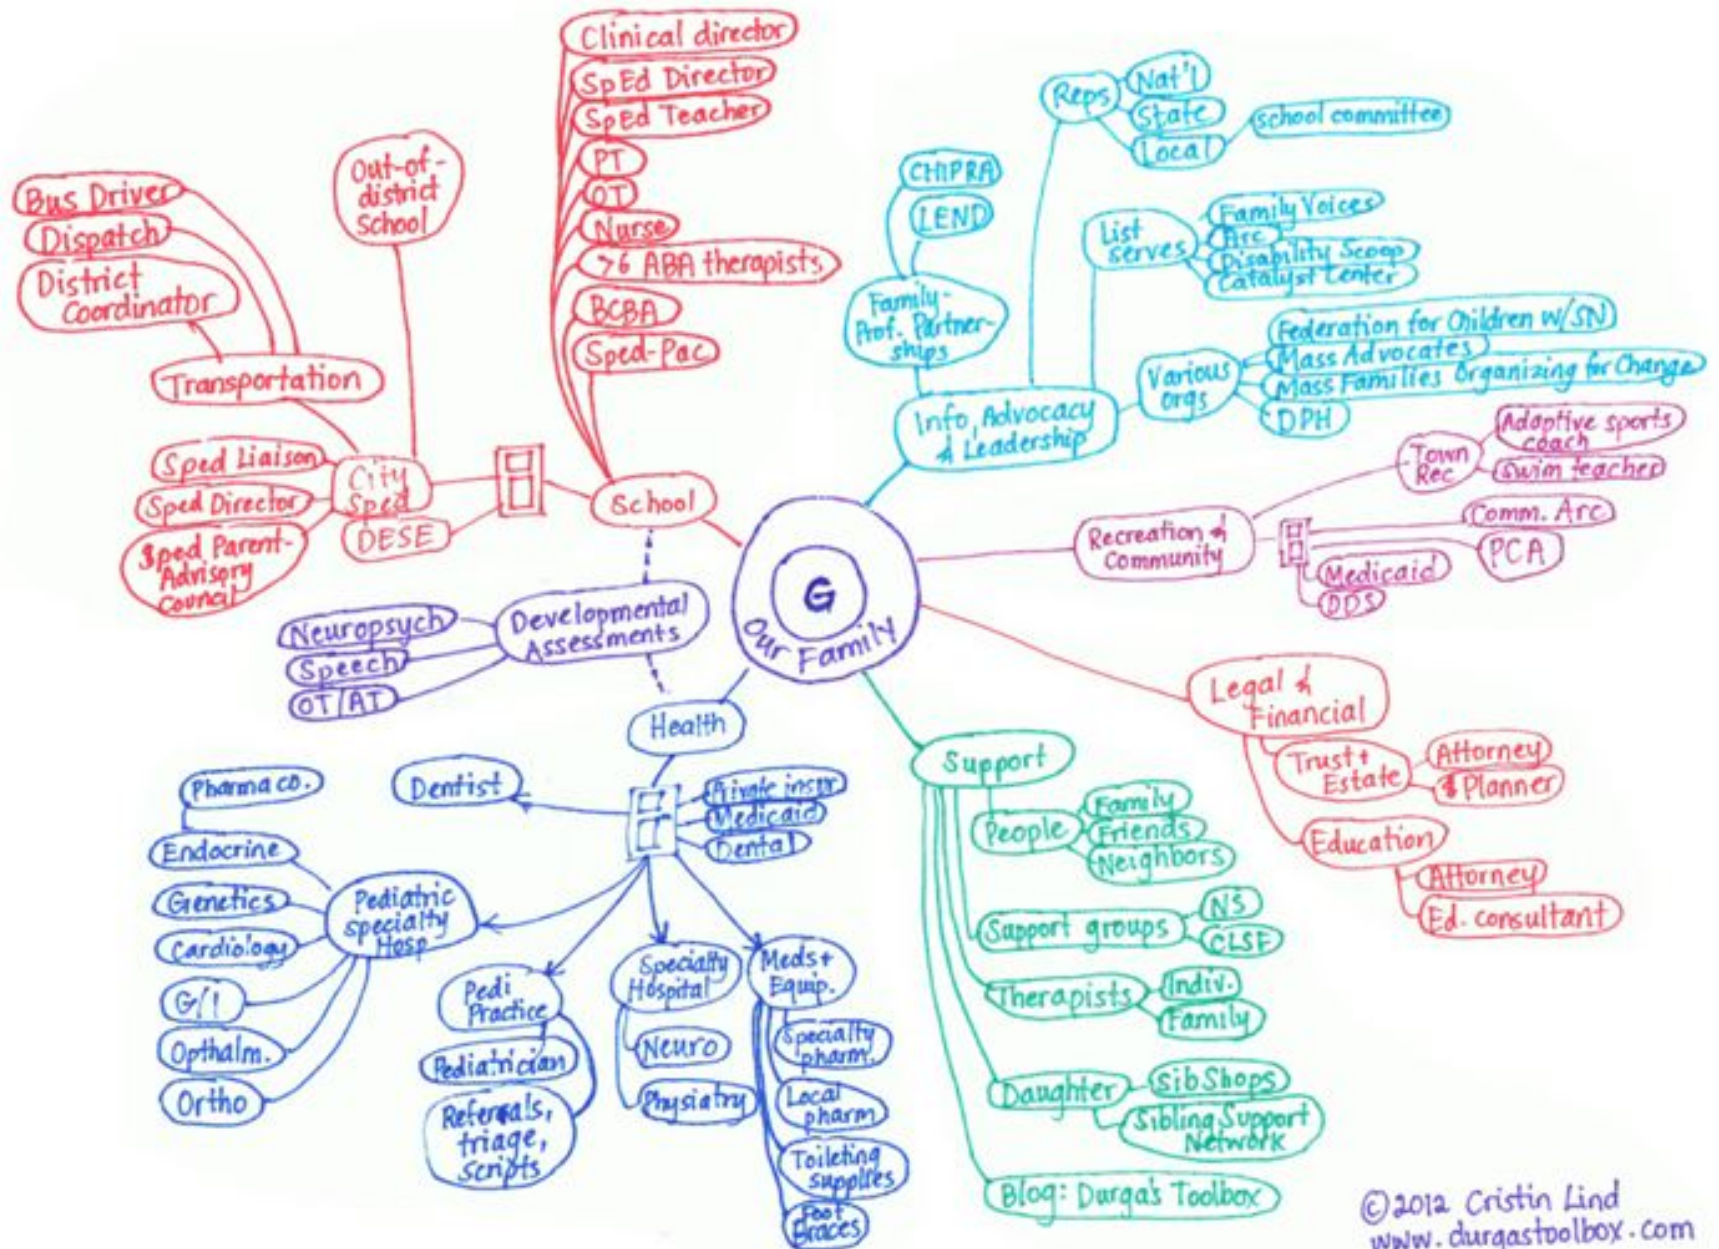 Clinical director
SpEd Director
SpEd Teacher
PT
OT
Nurse
>6 ABA therapists
BCBA
Sped-Pac
School
Out-of-
district
School
Bus Driver
Dispatch
District
Coordinator
Transportation
Sped Liaison
Sped Director
$ped Parent-
Advisory
Council
City
Sped
DESE
Reps
Nat'l
State
Local
school committee
CHIPRA
LEND
Family-
Prof. Partner-
ships
List
serves
Family Voices
Arc
Disability Scoop
Catalyst Center
Various
orgs
Federation for Children w/SN
Mass Advocates
Mass Families Organizing for Change
DPH
Info, Advocacy
& Leadership
Town
Rec
Adaptive sports
coach
swim teacher
Recreation &
Community
Comm. Arc
PCA
Medicaid
DDS
G
Our Family
Developmental
Assessments
Neuropsych
Speech
OT/AT
Health
Dentist
Private insur
Medicaid
Dental
Pharma co.
Endocrine
Genetics
Cardiology
G/I
Opthalm.
Ortho
Pediatric
specialty
Hosp
Pedi
Practice
Pediatrician
Referrals,
triage,
scripts
Specialty
Hospital
Neuro
Physiatry
Meds+
Equip.
Specialty
pharm.
Local
pharm
Toileting
supplies
Foot
Braces
Support
People
Family
Friends
Neighbors
Support groups
NS
CLSF
Therapists
Indiv.
Family
Daughter
SibShops
Sibling Support
Network
Blog: Durga's Toolbox
Legal &
Financial
Trust+
Estate
Attorney
$ Planner
Education
Attorney
Ed. consultant
©2012 Cristin Lind
www.durgastoolbox.com